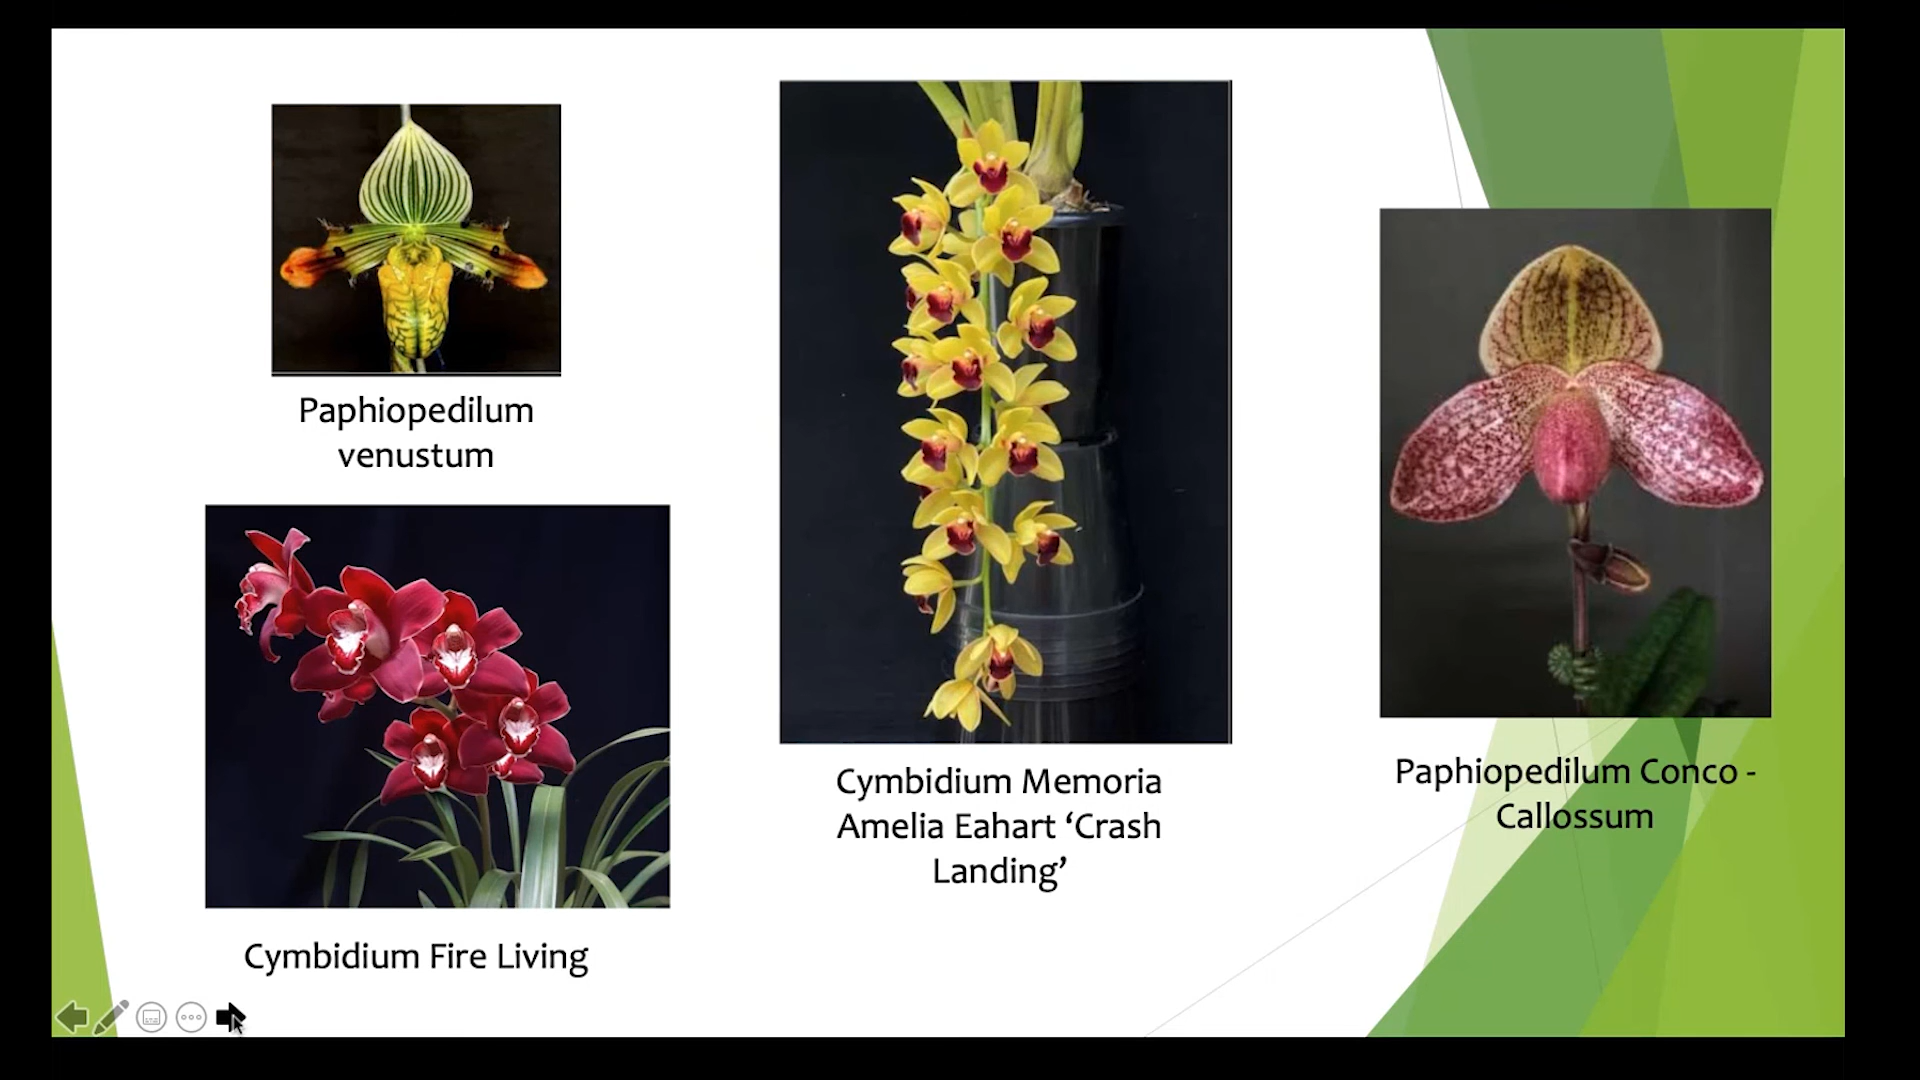 Paphiopedilum
venustum
Cymbidium Fire Living
Cymbidium Memoria
Amelia Eahart ‘Crash
Landing’
Paphiopedilum Conco -
Callossum